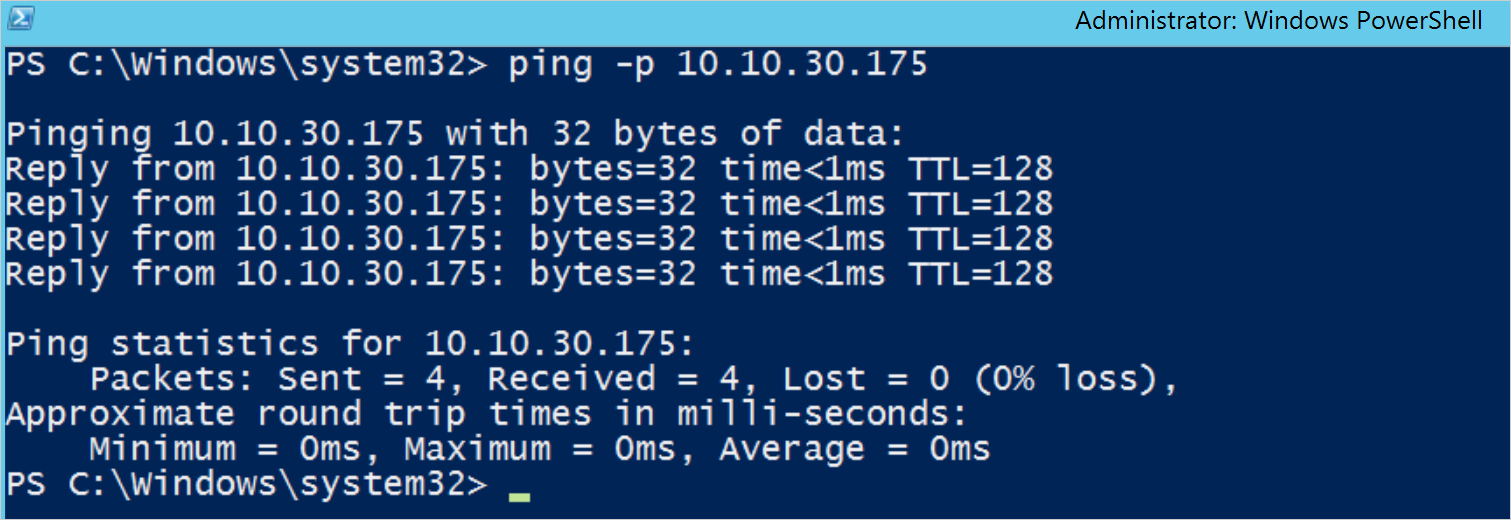 Administrator: Windows PowerShell
PS C:\Windows\system32> ping -p 10.10.30.175
Pinging 10.10.30.175 with 32 bytes of data:
Reply from 10.10.30.175: bytes=32 time<1ms TTL=128
Reply from 10.10.30.175: bytes=32 time<1ms TTL=128
Reply from 10.10.30.175: bytes=32 time<1ms TTL=128
Reply from 10.10.30.175: bytes=32 time<1ms TTL=128
Ping statistics for 10.10.30.175:
    Packets: Sent = 4, Received = 4, Lost = 0 (0% loss),
Approximate round trip times in milli-seconds:
    Minimum = 0ms, Maximum = 0ms, Average = 0ms
PS C:\Windows\system32>